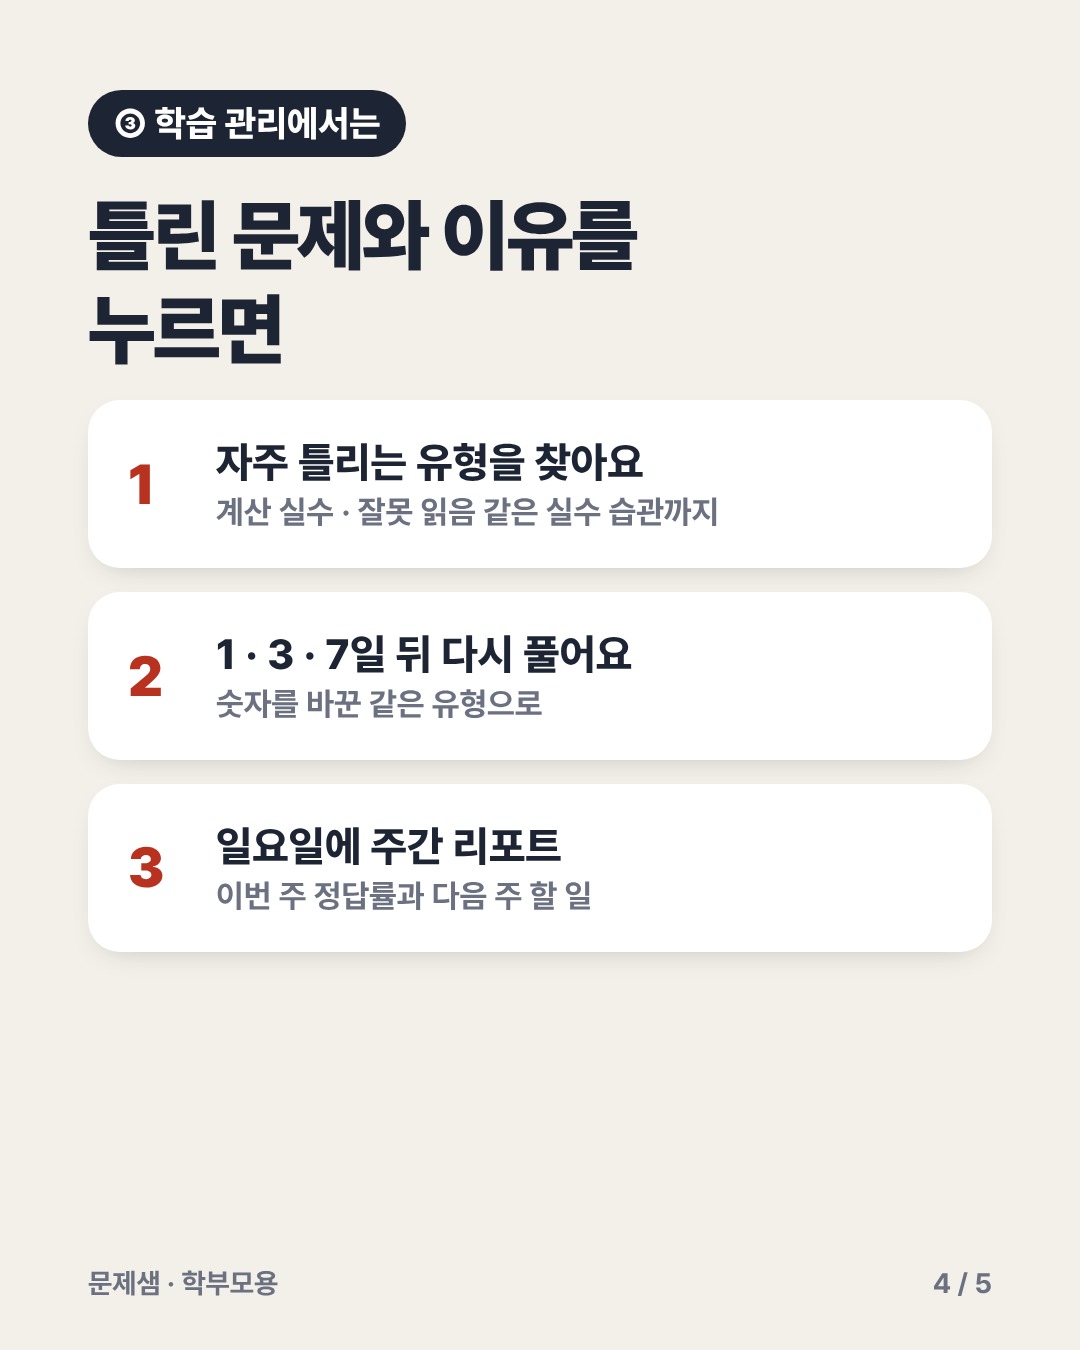 ❸ 학습 관리에서는
틀린 문제와 이유를
누르면
1
자주 틀리는 유형을 찾아요
계산 실수 · 잘못 읽음 같은 실수 습관까지
2
1 · 3 · 7일 뒤 다시 풀어요
숫자를 바꾼 같은 유형으로
3
일요일에 주간 리포트
이번 주 정답률과 다음 주 할 일
문제샘 · 학부모용
4 / 5